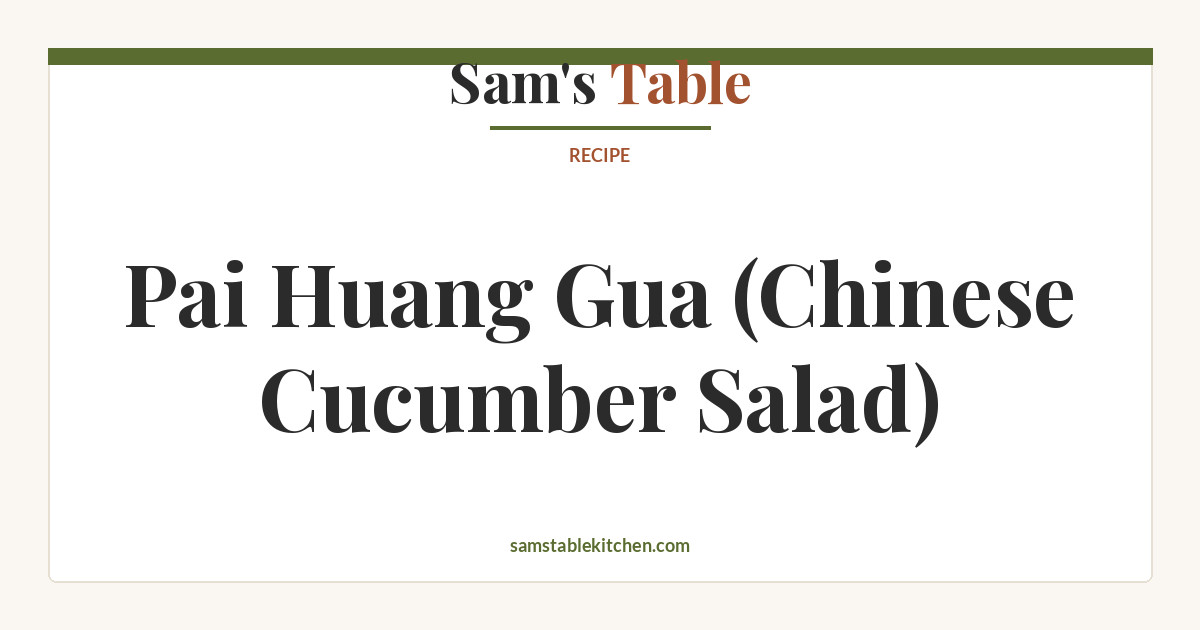 Sam's Table
RECIPE
Pai Huang Gua (Chinese
Cucumber Salad)
samstablekitchen.com